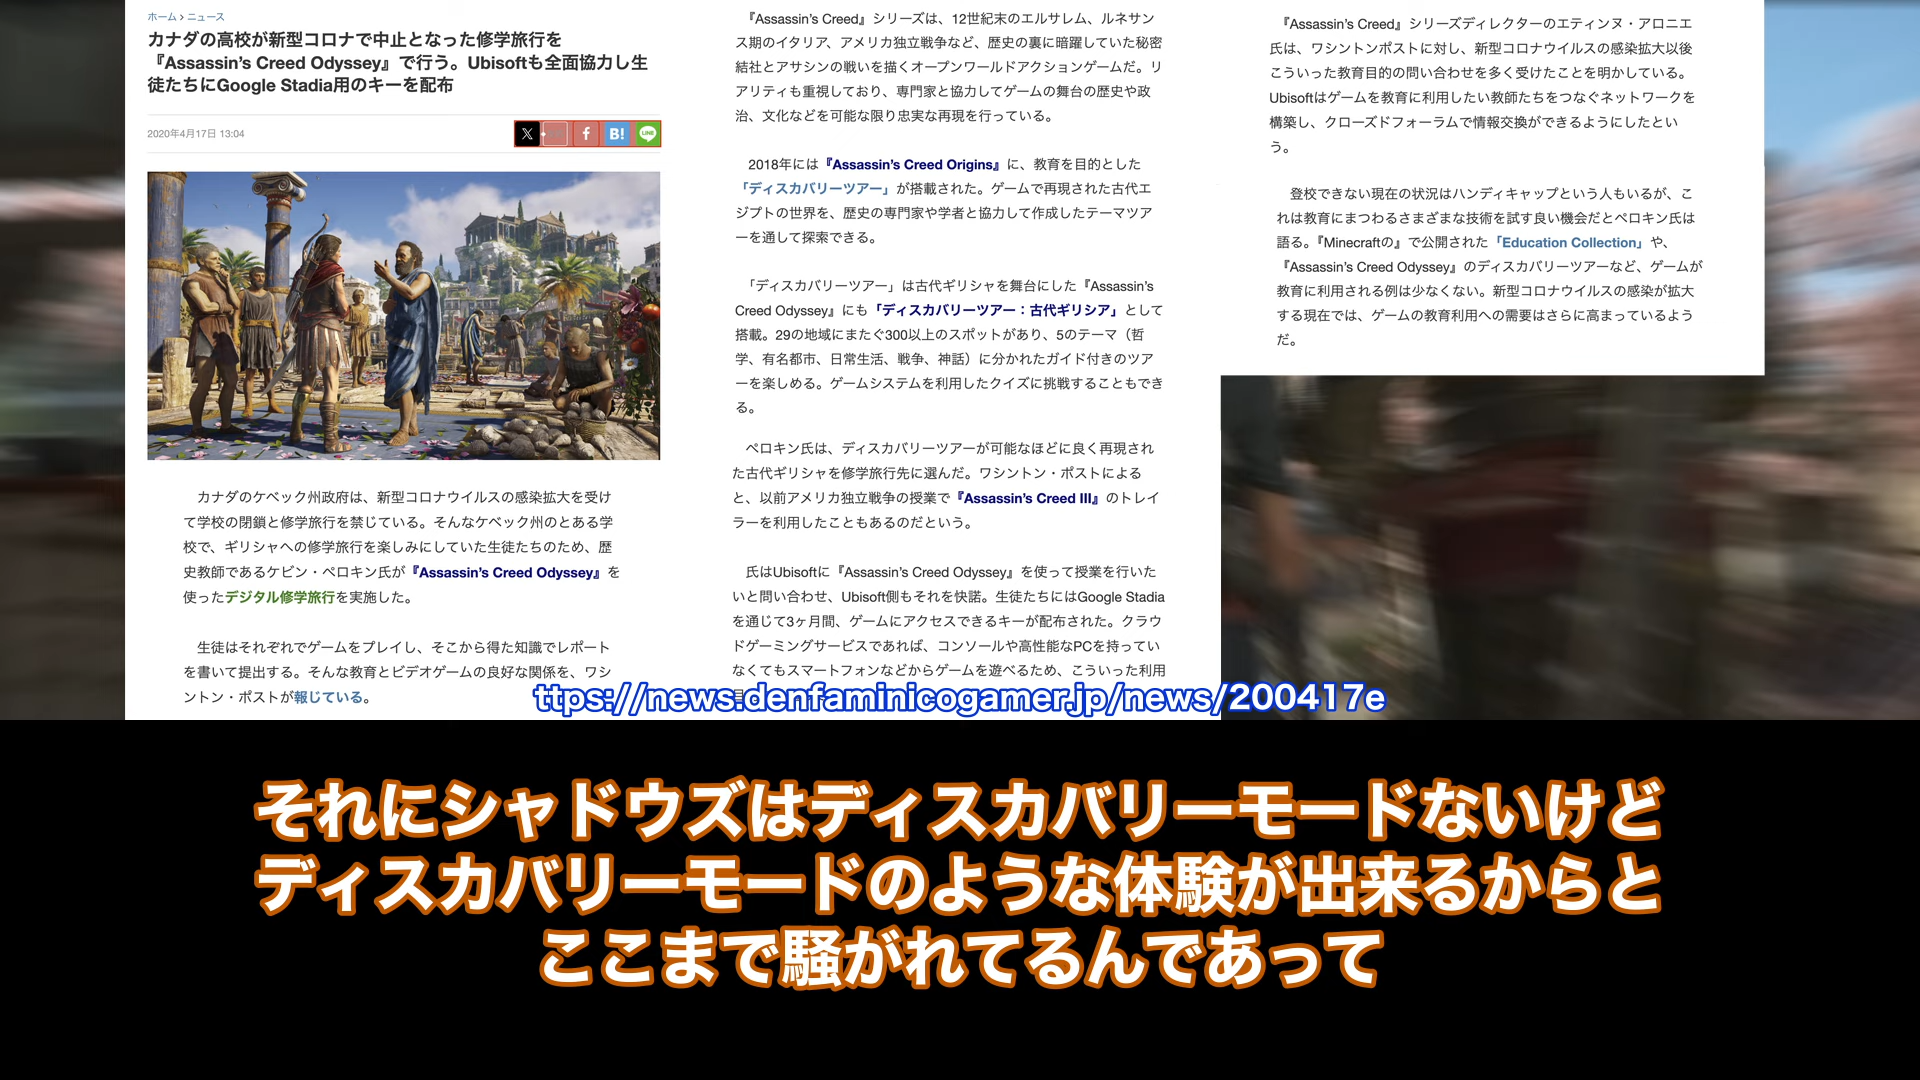 ホーム › ニュース
カナダの高校が新型コロナで中止となった修学旅行を
『Assassin’s Creed Odyssey』で行う。Ubisoftも全面協力し生
徒たちにGoogle Stadia用のキーを配布
2020年4月17日 13:04
X
f
B!
LINE
カナダのケベック州政府は、新型コロナウイルスの感染拡大を受け
て学校の閉鎖と修学旅行を禁じている。そんなケベック州のとある学
校で、ギリシャへの修学旅行を楽しみにしていた生徒たちのため、歴
史教師であるケビン・ペロキン氏が『Assassin’s Creed Odyssey』を
使ったデジタル修学旅行を実施した。
生徒はそれぞれでゲームをプレイし、そこから得た知識でレポート
を書いて提出する。そんな教育とビデオゲームの良好な関係を、ワシ
ントン・ポストが報じている。
『Assassin’s Creed』シリーズは、12世紀末のエルサレム、ルネサン
ス期のイタリア、アメリカ独立戦争など、歴史の裏に暗躍していた秘密
結社とアサシンの戦いを描くオープンワールドアクションゲームだ。リ
アリティも重視しており、専門家と協力してゲームの舞台の歴史や政
治、文化などを可能な限り忠実な再現を行っている。
2018年には『Assassin’s Creed Origins』に、教育を目的とした
「ディスカバリーツアー」が搭載された。ゲームで再現された古代エ
ジプトの世界を、歴史の専門家や学者と協力して作成したテーマツア
ーを通して探索できる。
「ディスカバリーツアー」は古代ギリシャを舞台にした『Assassin’s
Creed Odyssey』にも「ディスカバリーツアー：古代ギリシア」として
搭載。29の地域にまたぐ300以上のスポットがあり、5のテーマ（哲
学、有名都市、日常生活、戦争、神話）に分かれたガイド付きのツア
ーを楽しめる。ゲームシステムを利用したクイズに挑戦することもでき
る。
ペロキン氏は、ディスカバリーツアーが可能なほどに良く再現され
た古代ギリシャを修学旅行先に選んだ。ワシントン・ポストによる
と、以前アメリカ独立戦争の授業で『Assassin’s Creed III』のトレイ
ラーを利用したこともあるのだという。
氏はUbisoftに『Assassin’s Creed Odyssey』を使って授業を行いた
いと問い合わせ、Ubisoft側もそれを快諾。生徒たちにはGoogle Stadia
を通じて3ヶ月間、ゲームにアクセスできるキーが配布された。クラウ
ドゲーミングサービスであれば、コンソールや高性能なPCを持ってい
なくてもスマートフォンなどからゲームを遊べるため、こういった利用
『Assassin’s Creed』シリーズディレクターのエティンヌ・アロニエ
氏は、ワシントンポストに対し、新型コロナウイルスの感染拡大以後
こういった教育目的の問い合わせを多く受けたことを明かしている。
Ubisoftはゲームを教育に利用したい教師たちをつなぐネットワークを
構築し、クローズドフォーラムで情報交換ができるようにしたとい
う。
登校できない現在の状況はハンディキャップという人もいるが、こ
れは教育にまつわるさまざまな技術を試す良い機会だとペロキン氏は
語る。『Minecraftの』で公開された「Education Collection」や、
『Assassin’s Creed Odyssey』のディスカバリーツアーなど、ゲームが
教育に利用される例は少なくない。新型コロナウイルスの感染が拡大
する現在では、ゲームの教育利用への需要はさらに高まっているよう
だ。
ttps://news.denfaminicogamer.jp/news/200417e
それにシャドウズはディスカバリーモードないけど
ディスカバリーモードのような体験が出来るからと
ここまで騒がれてるんであって